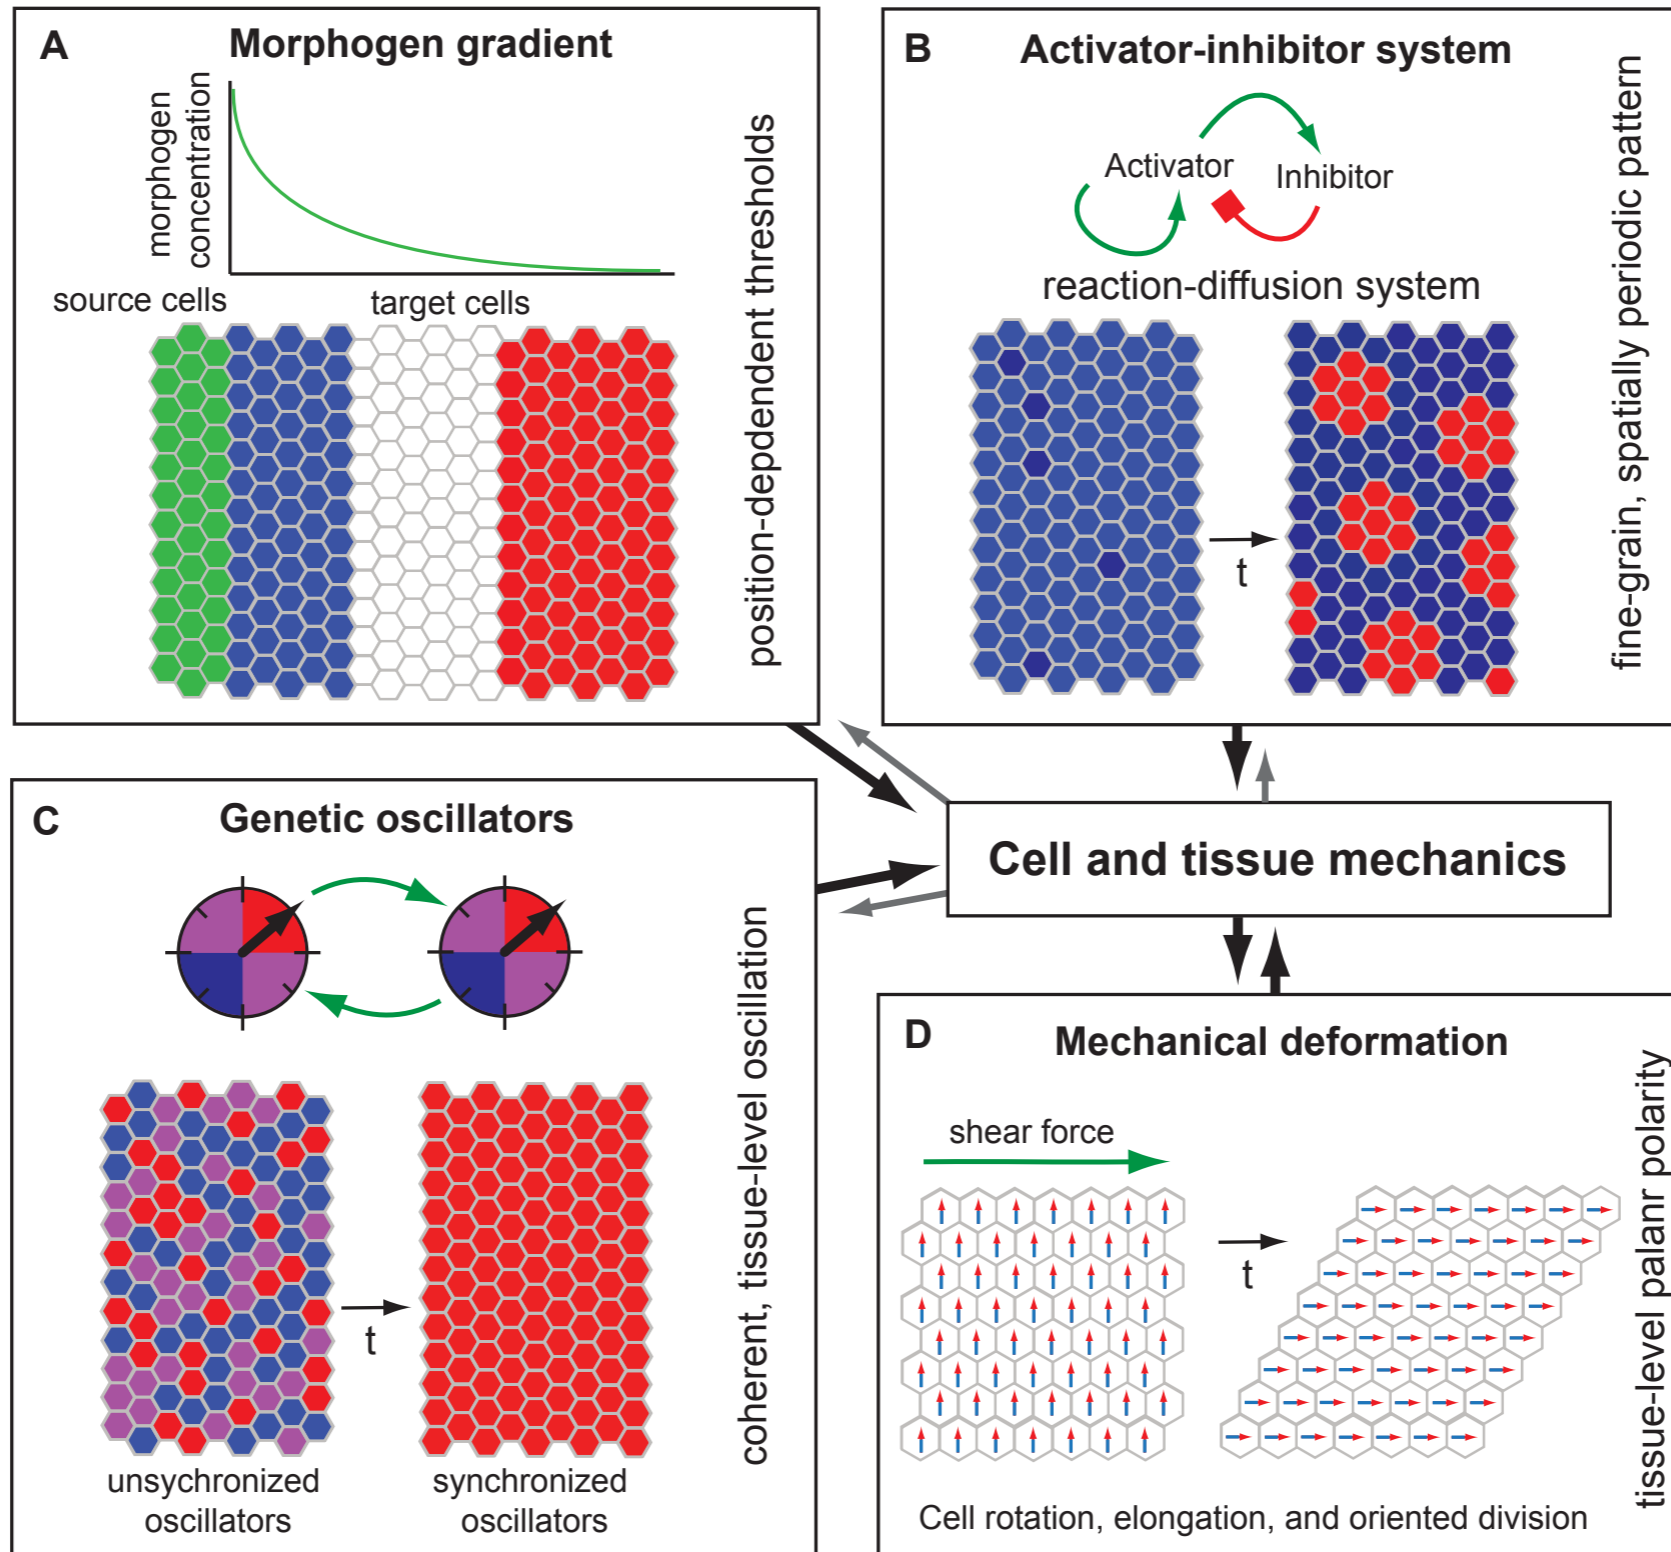 A
Morphogen gradient
morphogen
concentration
source cells
target cells
position-depdendent thresholds
B
Activator-inhibitor system
Activator
Inhibitor
reaction-diffusion system
t
fine-grain, spatially periodic pattern
Cell and tissue mechanics
C
Genetic oscillators
t
unsychronized
oscillators
synchronized
oscillators
coherent, tissue-level oscillation
D
Mechanical deformation
shear force
t
Cell rotation, elongation, and oriented division
tissue-level palanr polarity